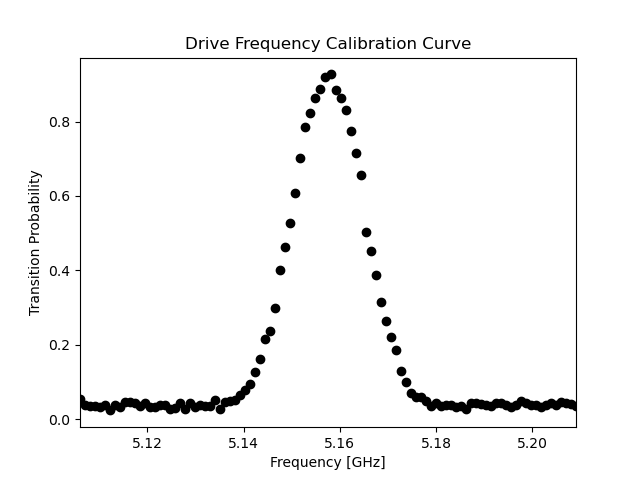 Drive Frequency Calibration Curve
Transition Probability
0.8
0.6
0.4
0.2
0.0
5.12 5.14 5.16 5.18 5.20
Frequency [GHz]